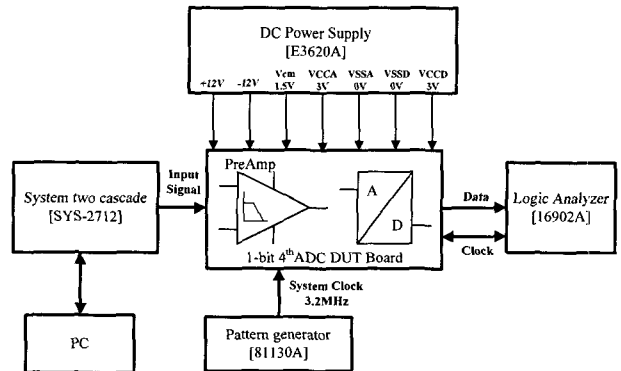 DC Power Supply
[E3620A]
+12V -12V Vcm 1.5V VCCA 3V VSSA 0V VSSD 0V VCCD 3V
PreAmp
Input
Signal
System two cascade
[SYS-2712]
A
D
Data
Clock
Logic Analyzer
[16902A]
1-bit 4thADC DUT Board
System Clock
3.2MHz
PC
Pattern generator
[81130A]